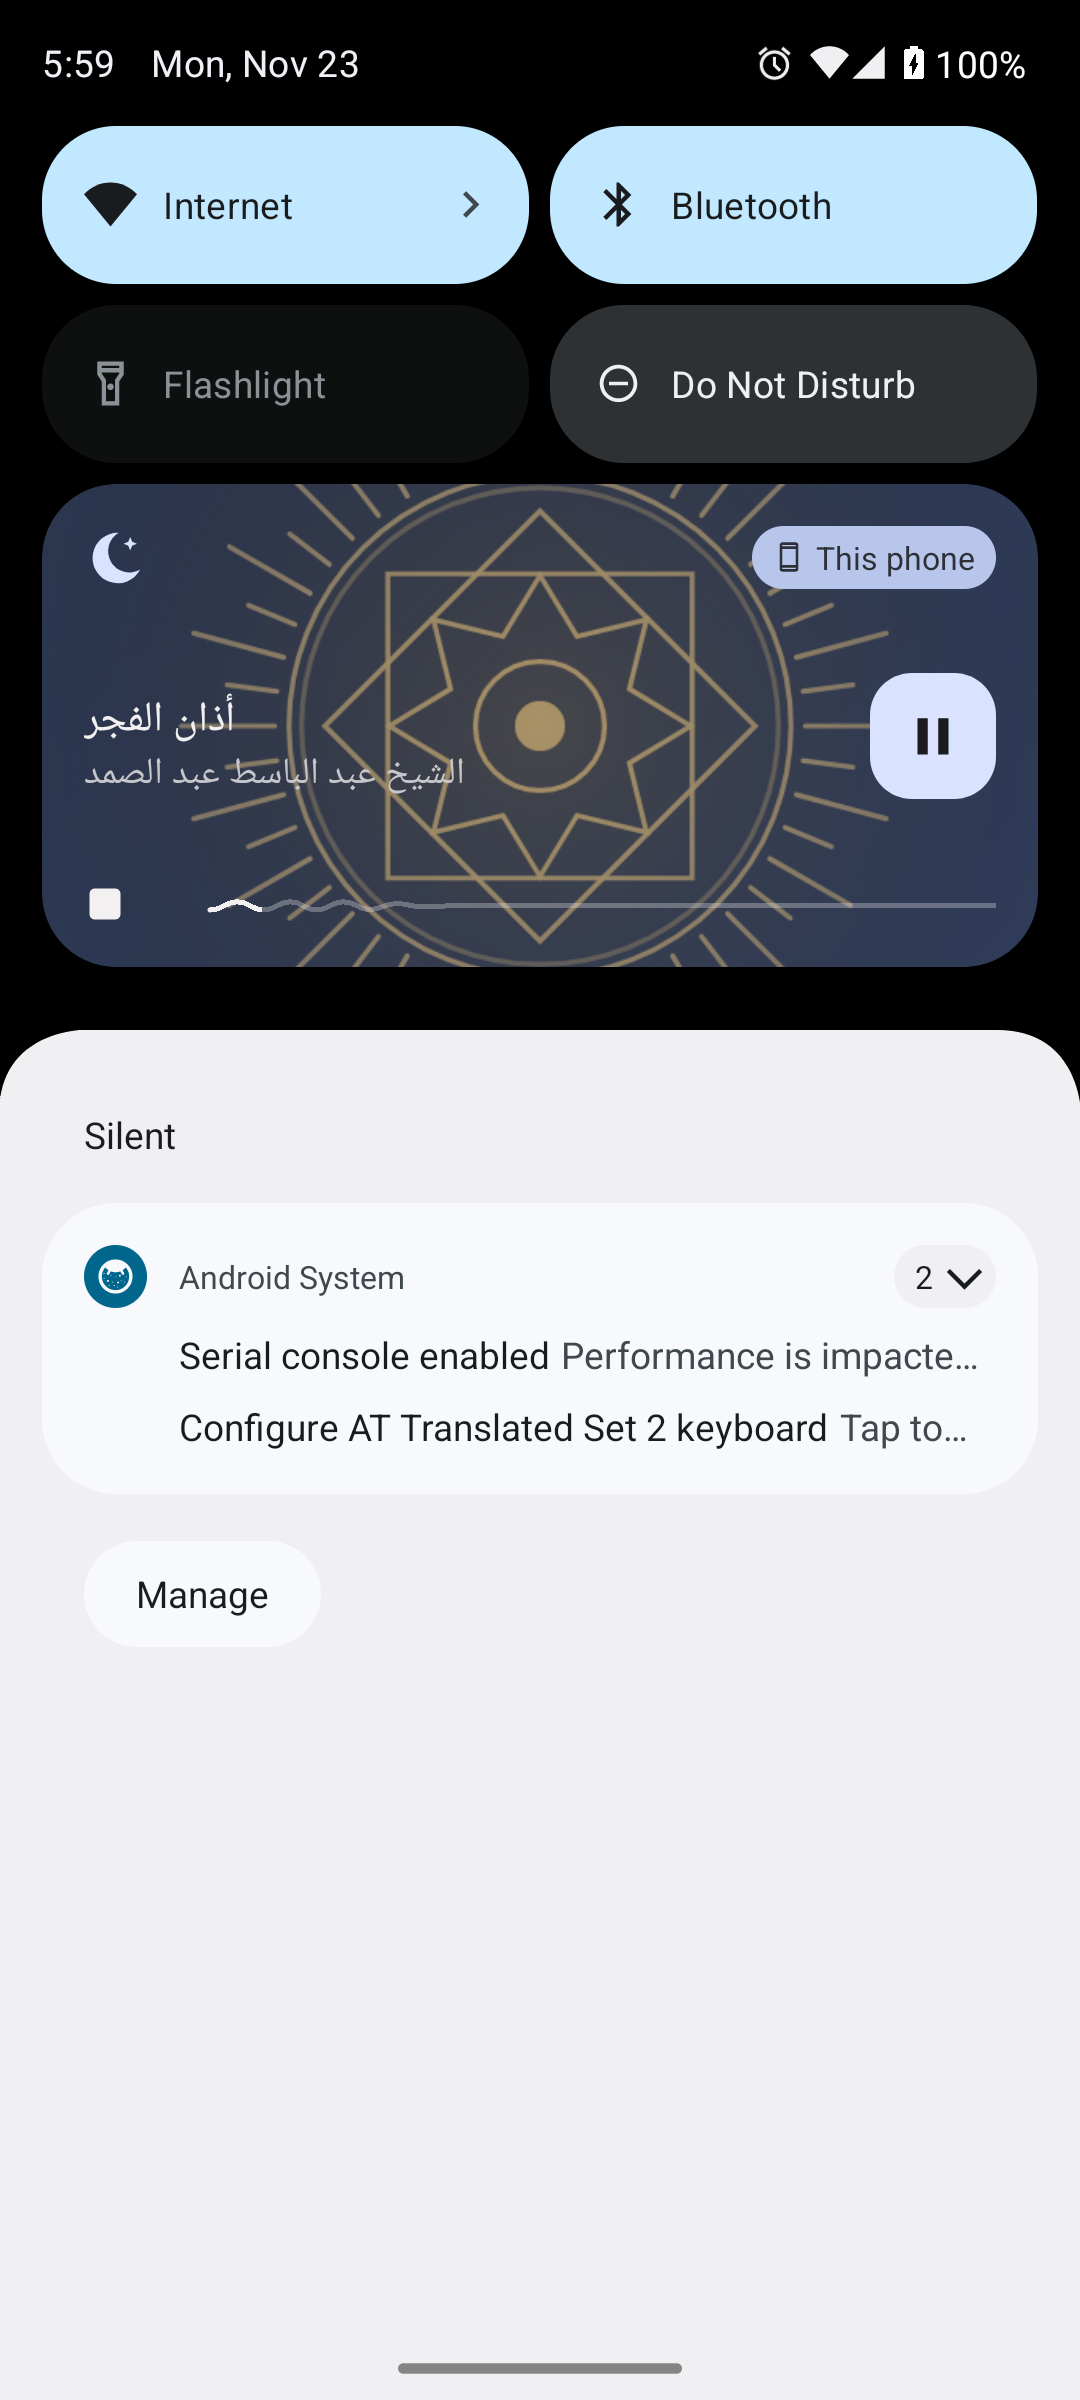 5:59 Mon, Nov 23 100%
Internet Bluetooth
Flashlight Do Not Disturb
This phone
أذان الفجر
الشيخ عبد الباسط عبد الصمد
Silent
Android System 2
Serial console enabled Performance is impacte...
Configure AT Translated Set 2 keyboard Tap to...
Manage